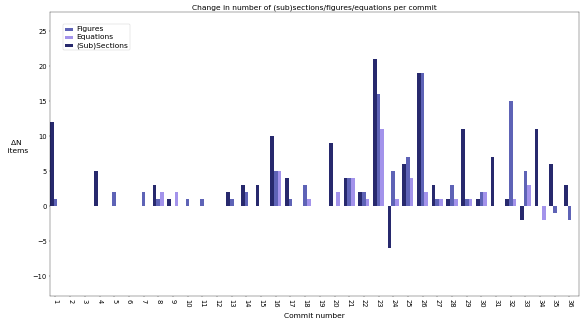 Change in number of (sub)sections/figures/equations per commit
Figures
Equations
(Sub)Sections
25
20
15
10
5
0
−5
−10
ΔN
items
1 2 3 4 5 6 7 8 9 10 11 12 13 14 15 16 17 18 19 20 21 22 23 24 25 26 27 28 29 30 31 32 33 34 35 36
Commit number